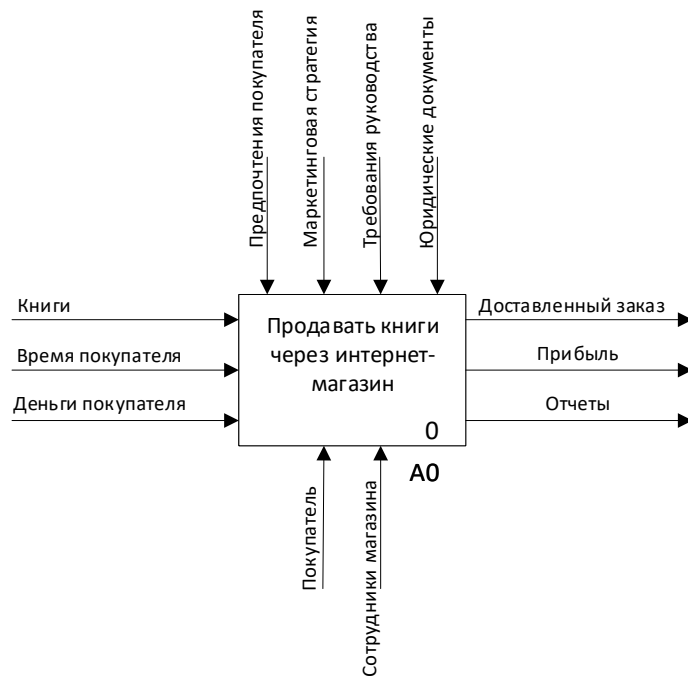 Предпочтения покупателя
Маркетинговая стратегия
Требования руководства
Юридические документы
Книги
Время покупателя
Деньги покупателя
Продавать книги
через интернет-
магазин
0
A0
Доставленный заказ
Прибыль
Отчеты
Покупатель
Сотрудники магазина